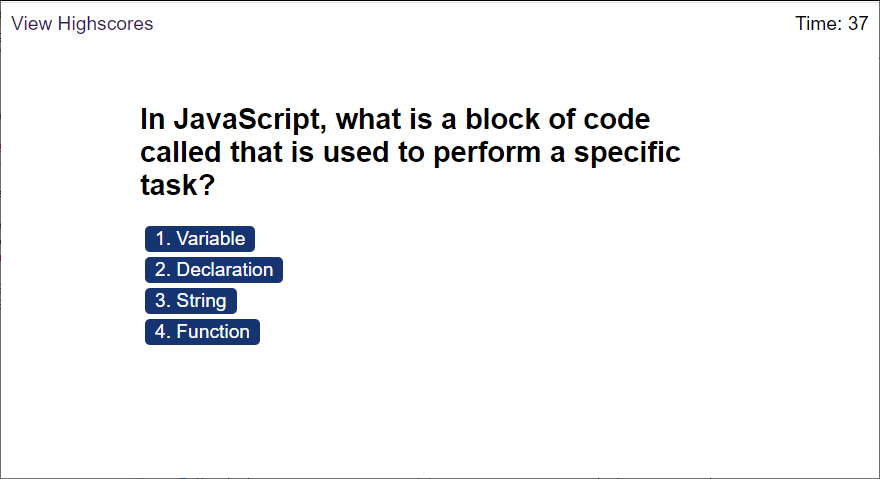 View Highscores
Time: 37
In JavaScript, what is a block of code
called that is used to perform a specific
task?
1. Variable
2. Declaration
3. String
4. Function